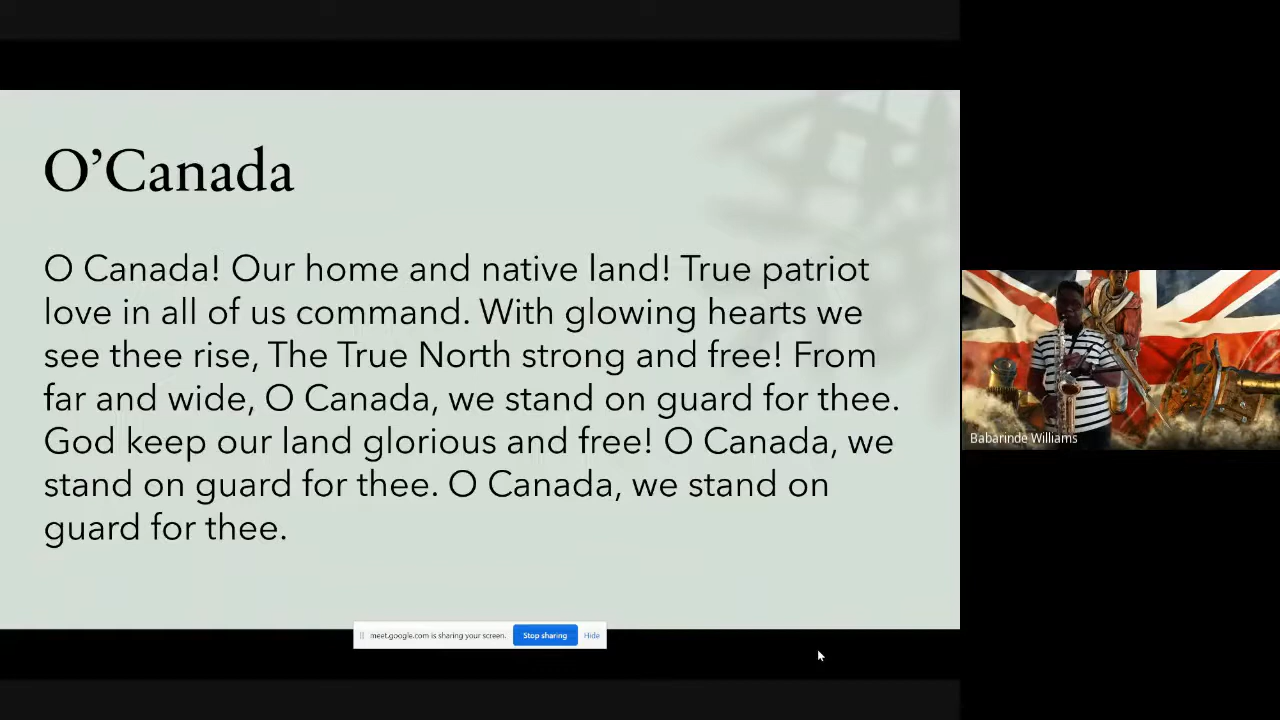 O’Canada
O Canada! Our home and native land! True patriot
love in all of us command. With glowing hearts we
see thee rise, The True North strong and free! From
far and wide, O Canada, we stand on guard for thee.
God keep our land glorious and free! O Canada, we
stand on guard for thee. O Canada, we stand on
guard for thee.
Babarinde Williams
meet.google.com is sharing your screen.
Stop sharing
Hide